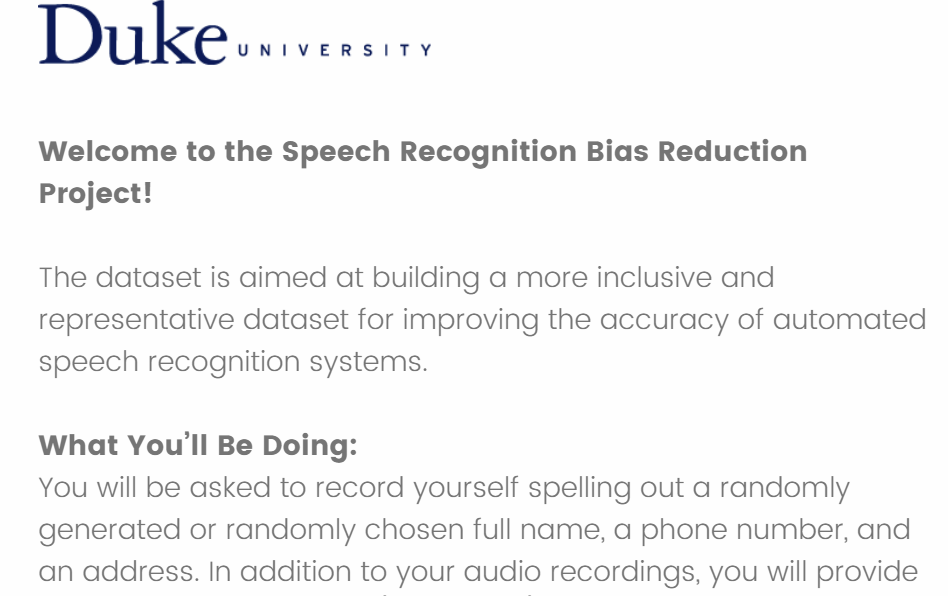 Duke UNIVERSITY
Welcome to the Speech Recognition Bias Reduction
Project!
The dataset is aimed at building a more inclusive and
representative dataset for improving the accuracy of automated
speech recognition systems.
What You’ll Be Doing:
You will be asked to record yourself spelling out a randomly
generated or randomly chosen full name, a phone number, and
an address. In addition to your audio recordings, you will provide